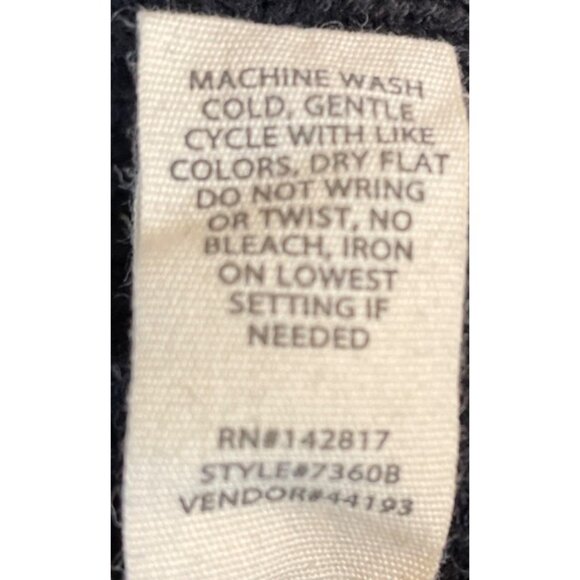 MACHINE WASH
COLD, GENTLE
CYCLE WITH LIKE
COLORS, DRY FLAT
DO NOT WRING
OR TWIST, NO
BLEACH, IRON
ON LOWEST
SETTING IF
NEEDED
RN#142817
STYLE#7360B
VENDOR#44193